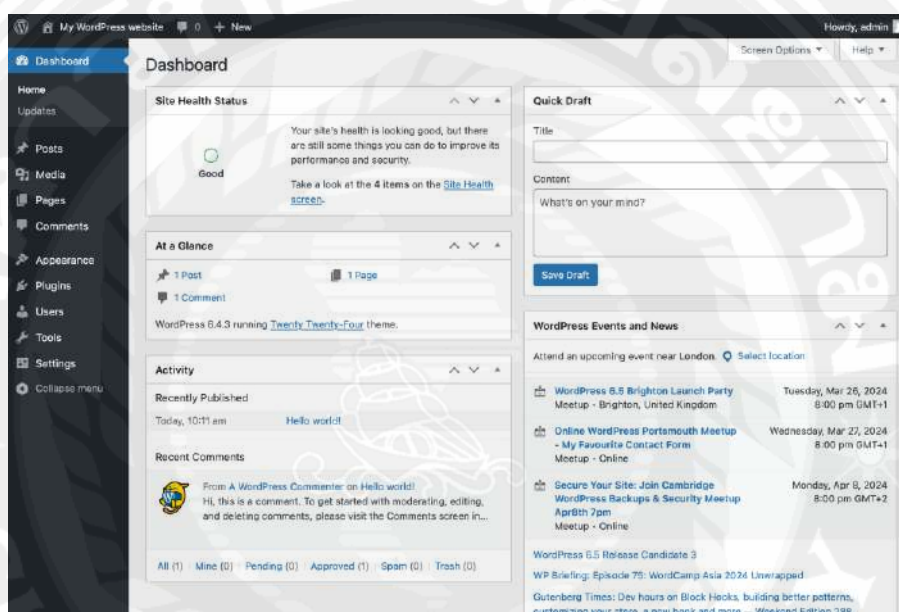 My WordPress website 0 + New Howdy, admin
Screen Options Help
Dashboard
Home
Updates
Posts
Media
Pages
Comments
Appearance
Plugins
Users
Tools
Settings
Collapse menu
Dashboard
Site Health Status
Good
Your site's health is looking good, but there
are still some things you can do to improve its
performance and security.
Take a look at the 4 items on the Site Health
screen.
At a Glance
1 Post 1 Page
1 Comment
WordPress 6.4.3 running Twenty Twenty-Four theme.
Activity
Recently Published
Today, 10:11 am Hello world!
Recent Comments
From A WordPress Commenter on Hello world!
Hi, this is a comment. To get started with moderating, editing,
and deleting comments, please visit the Comments screen in...
All (1) Mine (0) Pending (0) Approved (1) Spam (0) Trash (0)
Quick Draft
Title
Content
What's on your mind?
Save Draft
WordPress Events and News
Attend an upcoming event near London. Select location
WordPress 6.5 Brighton Launch Party Tuesday, Mar 26, 2024
Meetup - Brighton, United Kingdom 8:00 pm GMT+1
Online WordPress Portsmouth Meetup Wednesday, Mar 27, 2024
- My Favourite Contact Form 8:00 pm GMT+1
Meetup - Online
Secure Your Site: Join Cambridge Monday, Apr 8, 2024
WordPress Backups & Security Meetup 8:00 pm GMT+2
Apr8th 7pm
Meetup - Online
WordPress 6.5 Release Candidate 3
WP Briefing: Episode 75: WordCamp Asia 2024 Unwrapped
Gutenberg Times: Dev hours on Block Hooks, building better patterns,
customizing your store, a new book and more — Weekend Edition